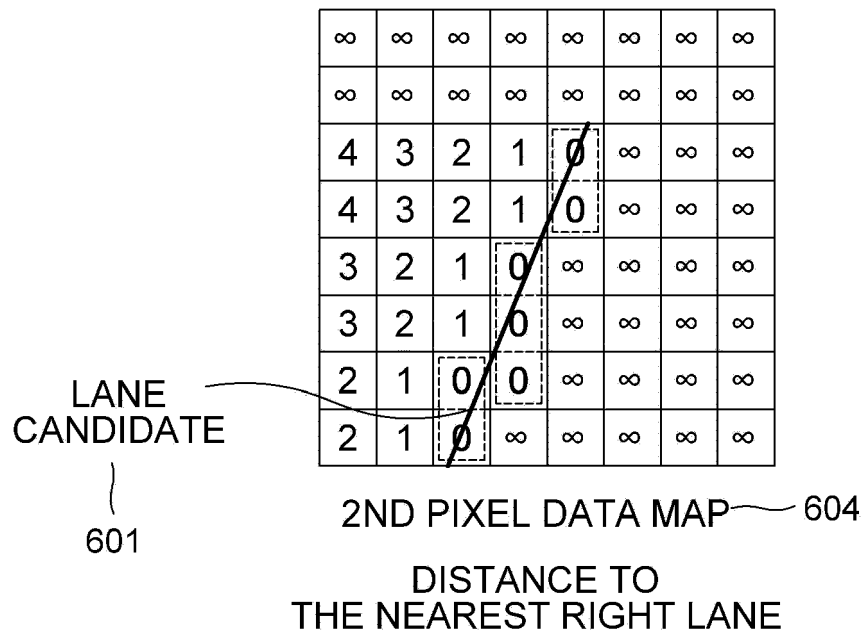 ∞ ∞ ∞ ∞ ∞ ∞ ∞ ∞
∞ ∞ ∞ ∞ ∞ ∞ ∞ ∞
4 3 2 1 0 ∞ ∞ ∞
4 3 2 1 0 ∞ ∞ ∞
3 2 1 0 ∞ ∞ ∞ ∞
3 2 1 0 ∞ ∞ ∞ ∞
2 1 0 0 ∞ ∞ ∞ ∞
2 1 0 ∞ ∞ ∞ ∞ ∞
LANE
CANDIDATE
601
2ND PIXEL DATA MAP 604
DISTANCE TO
THE NEAREST RIGHT LANE